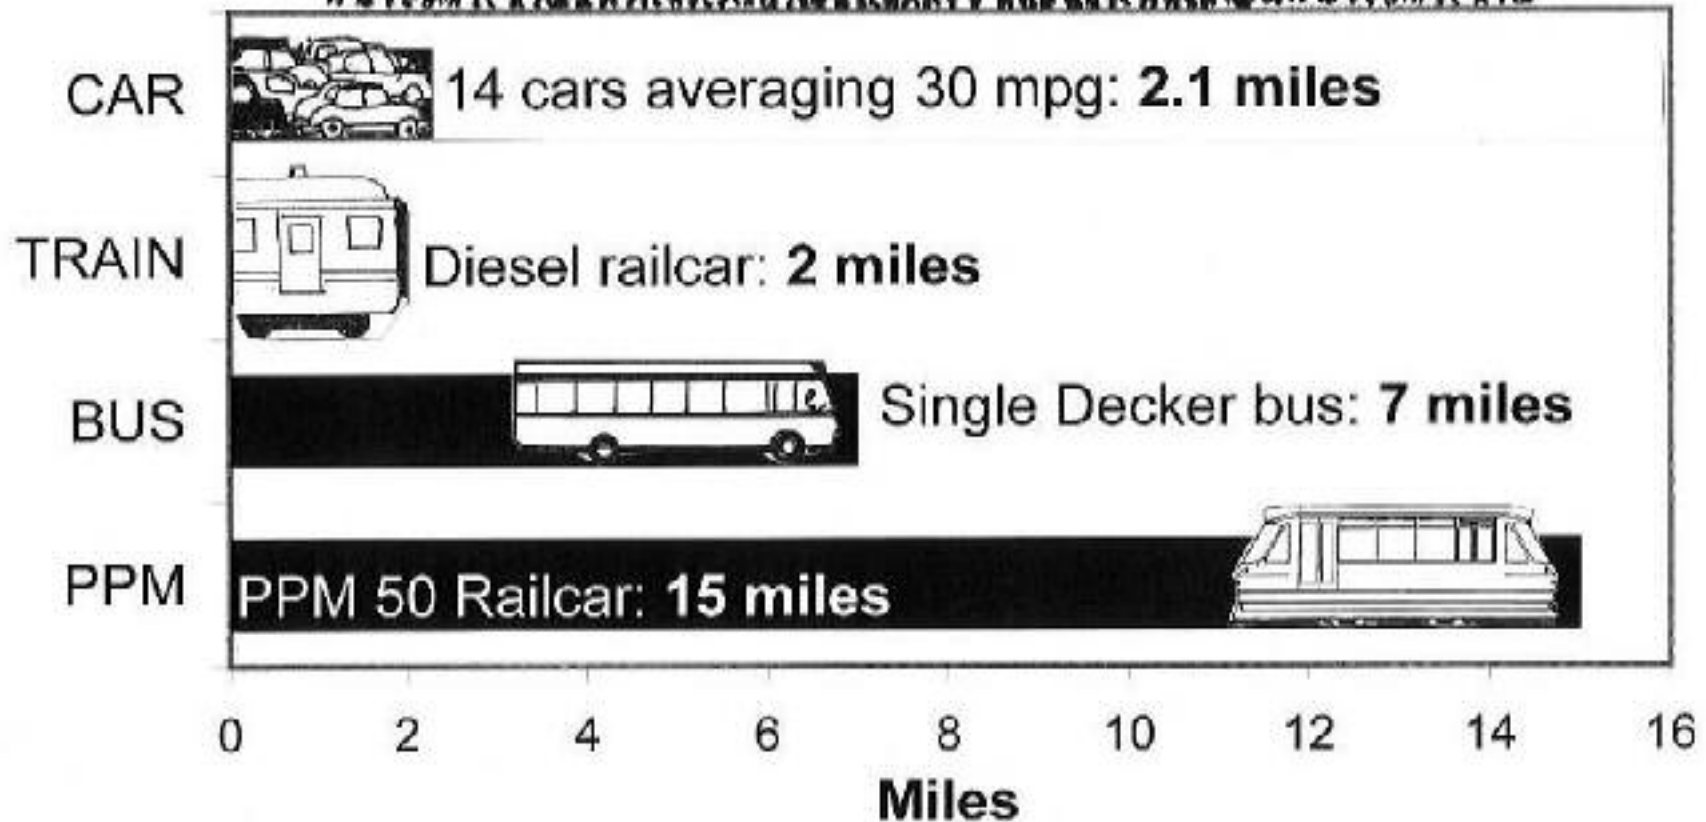 CAR
14 cars averaging 30 mpg: 2.1 miles
TRAIN
Diesel railcar: 2 miles
BUS
Single Decker bus: 7 miles
PPM
PPM 50 Railcar: 15 miles
0 2 4 6 8 10 12 14 16
Miles